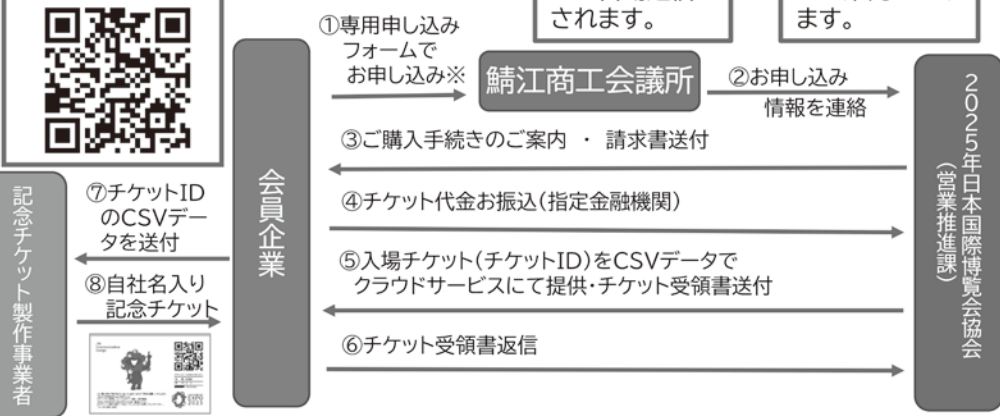 されます。
ます。
①専用申し込み
フォームで
お申し込み※
鯖江商工会議所
②お申し込み
情報を連絡
③ご購入手続きのご案内 ・ 請求書送付
④チケット代金お振込(指定金融機関)
⑤入場チケット(チケットID)をCSVデータで
クラウドサービスにて提供・チケット受領書送付
⑥チケット受領書返信
会員企業
2025年日本国際博覧会協会
(営業推進課)
⑦チケットID
のCSVデー
タを送付
⑧自社名入り
記念チケット
記念チケット製作事業者
EXPO
2025